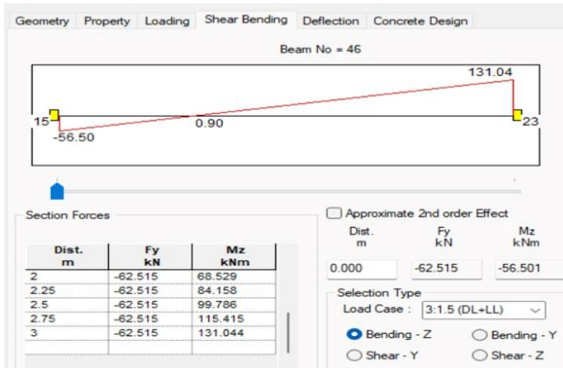 Geometry Property Loading Shear Bending Deflection Concrete Design
Beam No = 46
131.04
15 0.90 23
-56.50
Section Forces
Dist. Fy Mz
m kN kNm
2 -62.515 68.529
2.25 -62.515 84.158
2.5 -62.515 99.786
2.75 -62.515 115.415
3 -62.515 131.044
Approximate 2nd order Effect
Dist. Fy Mz
m kN kNm
0.000 -62.515 -56.501
Selection Type
Load Case : 3:1.5 (DL+LL)
Bending - Z Bending - Y
Shear - Y Shear - Z